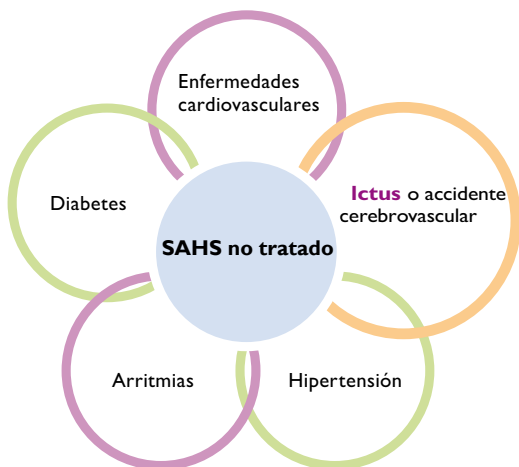 Enfermedades
cardiovasculares
Ictus o accidente
cerebrovascular
Diabetes
SAHS no tratado
Arritmias
Hipertensión